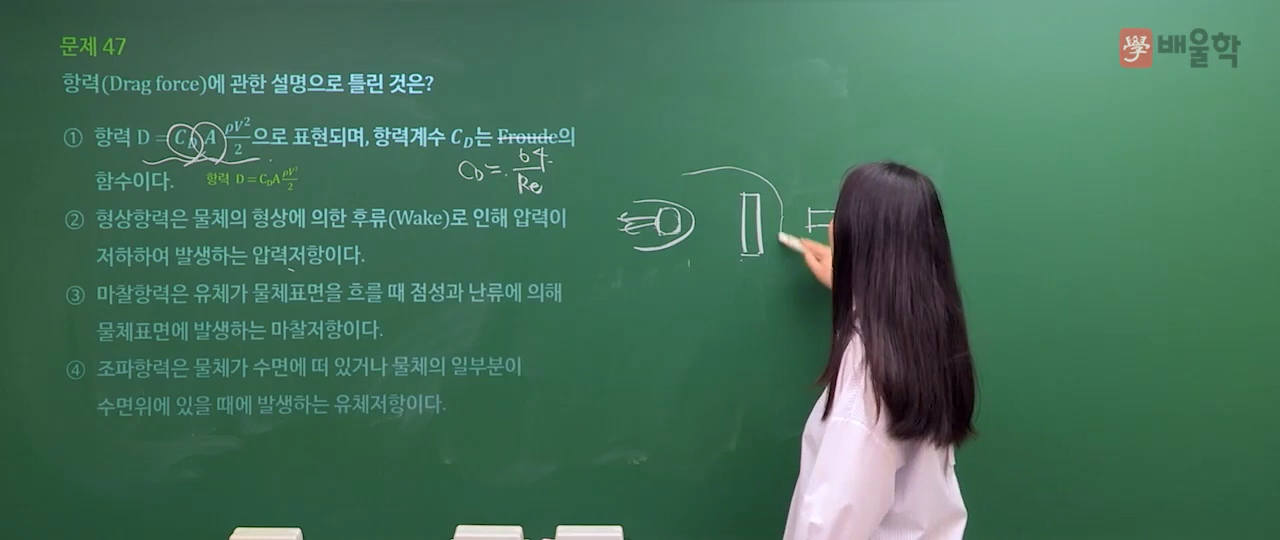 學 배울학
문제 47
항력(Drag force)에 관한 설명으로 틀린 것은?
① 항력 D = C_D A ρV²/2 으로 표현되며, 항력계수 C_D는 Froude의
C_D = 64/Re
함수이다. 항력 D = C_D A ρV²/2
② 형상항력은 물체의 형상에 의한 후류(Wake)로 인해 압력이
저하하여 발생하는 압력저항이다.
③ 마찰항력은 유체가 물체표면을 흐를 때 점성과 난류에 의해
물체표면에 발생하는 마찰저항이다.
④ 조파항력은 물체가 수면에 떠 있거나 물체의 일부분이
수면위에 있을 때에 발생하는 유체저항이다.